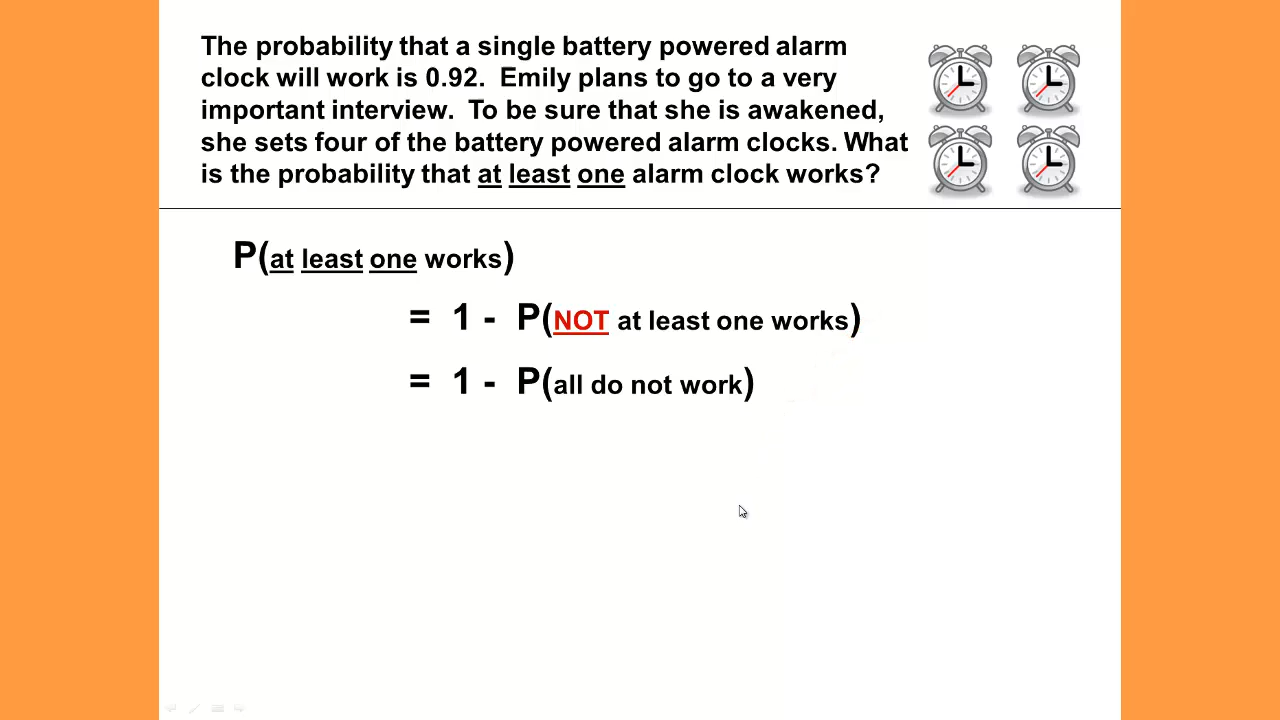 The probability that a single battery powered alarm
clock will work is 0.92.  Emily plans to go to a very
important interview.  To be sure that she is awakened,
she sets four of the battery powered alarm clocks. What
is the probability that at least one alarm clock works?
P(at least one works)
= 1 - P(NOT at least one works)
= 1 - P(all do not work)